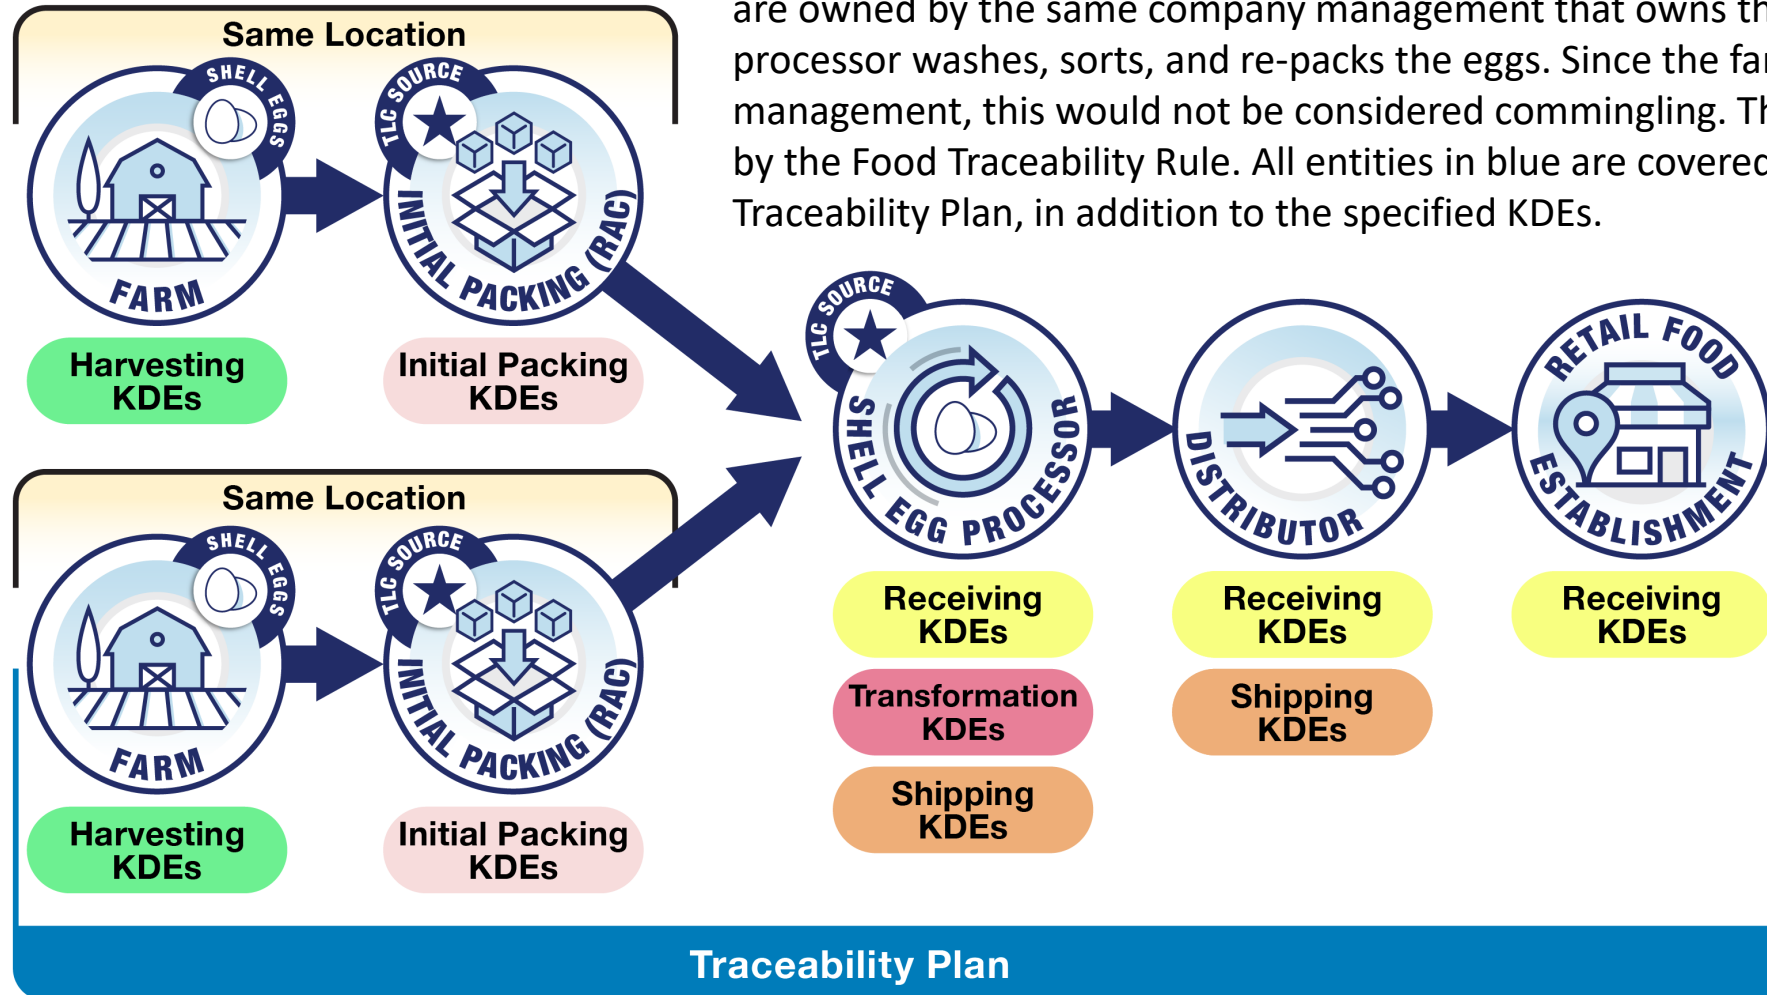 are owned by the same company management that owns th
processor washes, sorts, and re-packs the eggs. Since the far
management, this would not be considered commingling. Th
by the Food Traceability Rule. All entities in blue are covered
Traceability Plan, in addition to the specified KDEs.
Same Location
SHELL EGGS
FARM
Harvesting
KDEs
TLC SOURCE
INITIAL PACKING (RAC)
Initial Packing
KDEs
Same Location
SHELL EGGS
FARM
Harvesting
KDEs
TLC SOURCE
INITIAL PACKING (RAC)
Initial Packing
KDEs
TLC SOURCE
SHELL EGG PROCESSOR
Receiving
KDEs
Transformation
KDEs
Shipping
KDEs
DISTRIBUTOR
Receiving
KDEs
Shipping
KDEs
RETAIL FOOD
ESTABLISHMENT
Receiving
KDEs
Traceability Plan